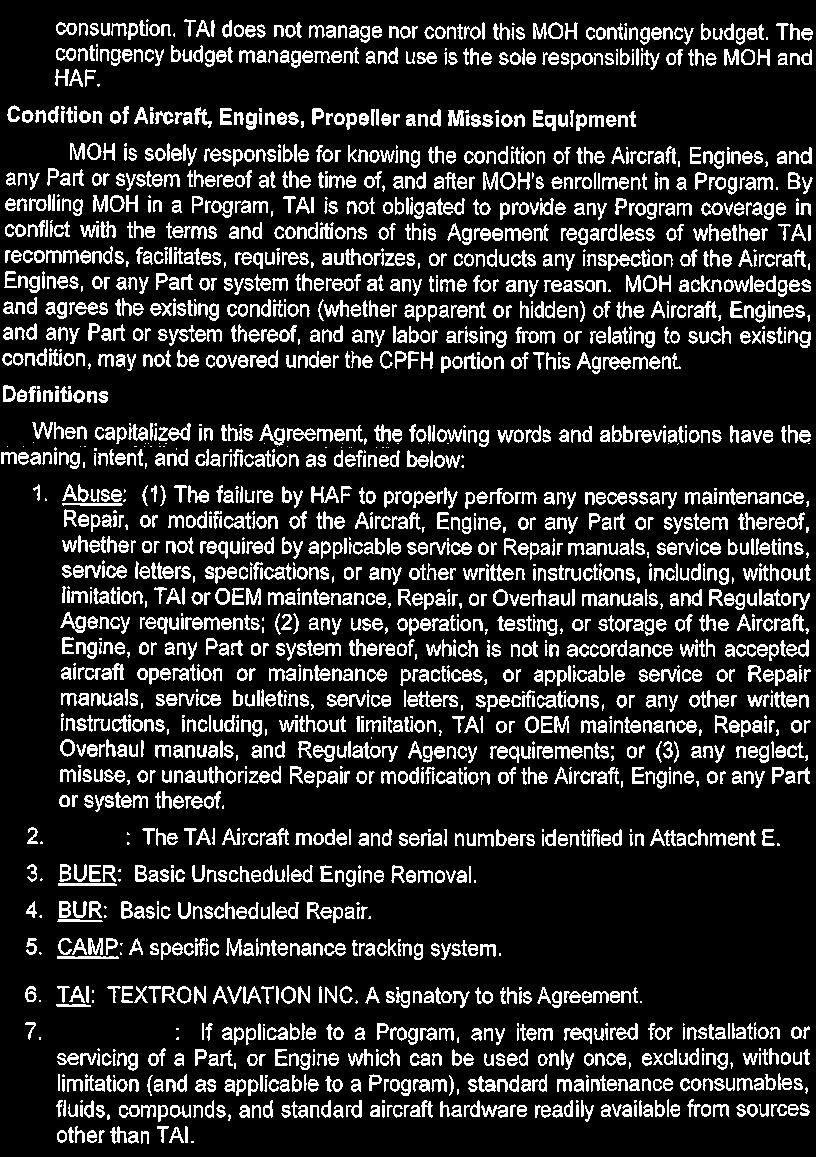 consumption. TAI does not manage nor control this MOH contingency budget. The
contingency budget management and use is the sole responsibility of the MOH and
HAF.
Condition of Aircraft, Engines, Propeller and Mission Equipment
MOH is solely responsible for knowing the condition of the Aircraft, Engines, and
any Part or system thereof at the time of, and after MOH's enrollment in a Program. By
enrolling MOH in a Program, TAI is not obligated to provide any Program coverage in
conflict with the terms and conditions of this Agreement regardless of whether TAI
recommends, facilitates, requires, authorizes, or conducts any inspection of the Aircraft,
Engines, or any Part or system thereof at any time for any reason. MOH acknowledges
and agrees the existing condition (whether apparent or hidden) of the Aircraft, Engines,
and any Part or system thereof, and any labor arising from or relating to such existing
condition, may not be covered under the CPFH portion of This Agreement.
Definitions
When capitalized in this Agreement, the following words and abbreviations have the
meaning, intent, and clarification as defined below:
1. Abuse: (1) The failure by HAF to properly perform any necessary maintenance,
Repair, or modification of the Aircraft, Engine, or any Part or system thereof,
whether or not required by applicable service or Repair manuals, service bulletins,
service letters, specifications, or any other written instructions, including, without
limitation, TAI or OEM maintenance, Repair, or Overhaul manuals, and Regulatory
Agency requirements; (2) any use, operation, testing, or storage of the Aircraft,
Engine, or any Part or system thereof, which is not in accordance with accepted
aircraft operation or maintenance practices, or applicable service or Repair
manuals, service bulletins, service letters, specifications, or any other written
instructions, including, without limitation, TAI or OEM maintenance, Repair, or
Overhaul manuals, and Regulatory Agency requirements; or (3) any neglect,
misuse, or unauthorized Repair or modification of the Aircraft, Engine, or any Part
or system thereof.
2. : The TAI Aircraft model and serial numbers identified in Attachment E.
3. BUER: Basic Unscheduled Engine Removal.
4. BUR: Basic Unscheduled Repair.
5. CAMP: A specific Maintenance tracking system.
6. TAI: TEXTRON AVIATION INC. A signatory to this Agreement.
7. : If applicable to a Program, any item required for installation or
servicing of a Part, or Engine which can be used only once, excluding, without
limitation (and as applicable to a Program), standard maintenance consumables,
fluids, compounds, and standard aircraft hardware readily available from sources
other than TAI.